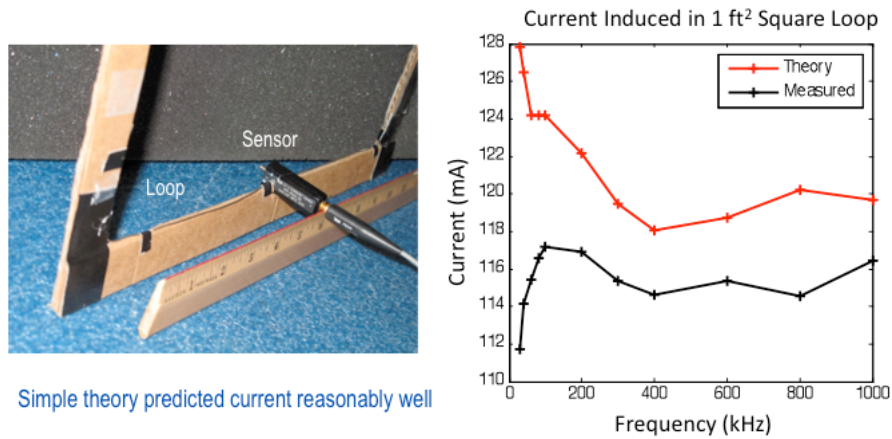 Current Induced in 1 ft² Square Loop
Sensor
Loop
Simple theory predicted current reasonably well
Theory
Measured
Current (mA)
128
126
124
122
120
118
116
114
112
110
0 200 400 600 800 1000
Frequency (kHz)